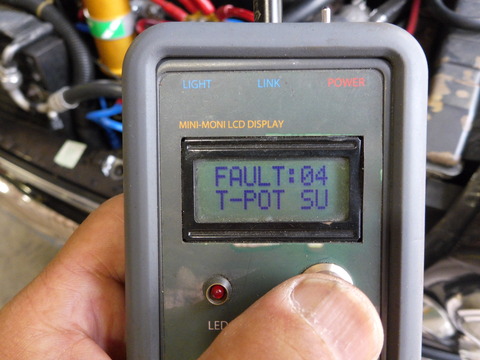 LIGHT LINK POWER
MINI-MONI LCD DISPLAY
FAULT:04
T-POT SU
LED